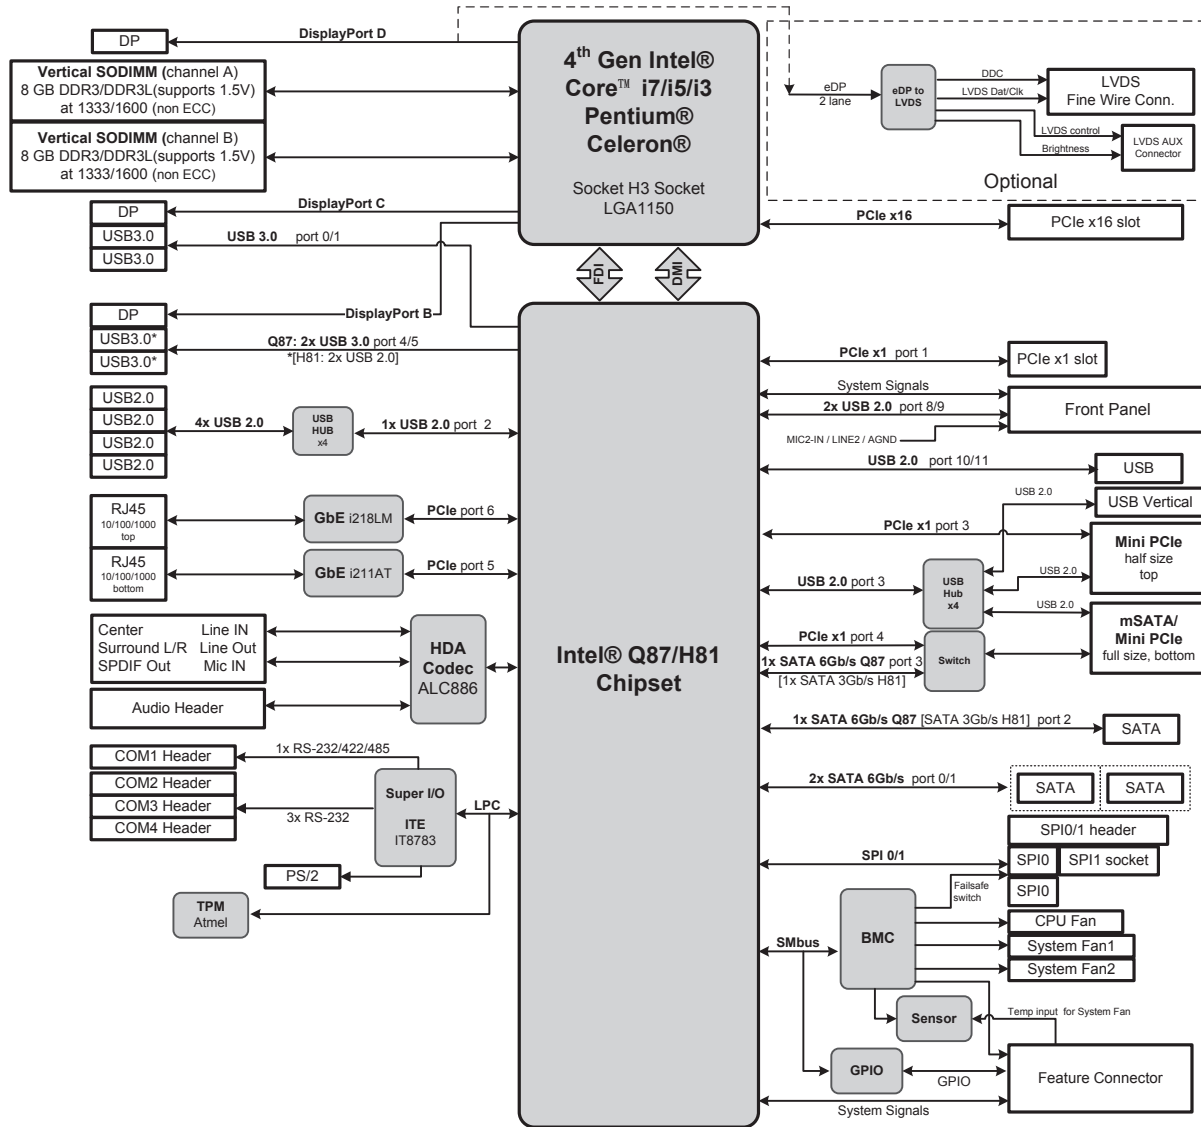 DP
DisplayPort D
Vertical SODIMM (channel A)
8 GB DDR3/DDR3L(supports 1.5V)
at 1333/1600 (non ECC)
Vertical SODIMM (channel B)
8 GB DDR3/DDR3L(supports 1.5V)
at 1333/1600 (non ECC)
4th Gen Intel®
Core™ i7/i5/i3
Pentium®
Celeron®
Socket H3 Socket
LGA1150
eDP
2 lane
eDP to
LVDS
DDC
LVDS Dat/Clk
LVDS control
Brightness
LVDS
Fine Wire Conn.
LVDS AUX
Connector
Optional
DP
USB3.0
USB3.0
DisplayPort C
USB 3.0 port 0/1
PCIe x16
PCIe x16 slot
FDI
DMI
DP
USB3.0*
USB3.0*
DisplayPort B
Q87: 2x USB 3.0 port 4/5
*[H81: 2x USB 2.0]
USB2.0
USB2.0
USB2.0
USB2.0
4x USB 2.0
USB
HUB
x4
1x USB 2.0 port 2
RJ45
10/100/1000
top
RJ45
10/100/1000
bottom
GbE i218LM
PCIe port 6
GbE i211AT
PCIe port 5
Center Line IN
Surround L/R Line Out
SPDIF Out Mic IN
Audio Header
HDA
Codec
ALC886
COM1 Header
COM2 Header
COM3 Header
COM4 Header
1x RS-232/422/485
3x RS-232
Super I/O
ITE
IT8783
LPC
PS/2
TPM
Atmel
Intel® Q87/H81
Chipset
PCIe x1 port 1
PCIe x1 slot
System Signals
2x USB 2.0 port 8/9
MIC2-IN / LINE2 / AGND
Front Panel
USB 2.0 port 10/11
USB
USB 2.0
USB Vertical
PCIe x1 port 3
Mini PCIe
half size
top
USB 2.0 port 3
USB
Hub
x4
USB 2.0
USB 2.0
mSATA/
Mini PCIe
full size, bottom
PCIe x1 port 4
1x SATA 6Gb/s Q87 port 3
[1x SATA 3Gb/s H81]
Switch
1x SATA 6Gb/s Q87 [SATA 3Gb/s H81] port 2
SATA
2x SATA 6Gb/s port 0/1
SATA
SATA
SPI0/1 header
SPI 0/1
SPI0
SPI1 socket
Failsafe
switch
SPI0
SMbus
BMC
CPU Fan
System Fan1
System Fan2
Sensor
Temp input for System Fan
GPIO
GPIO
Feature Connector
System Signals